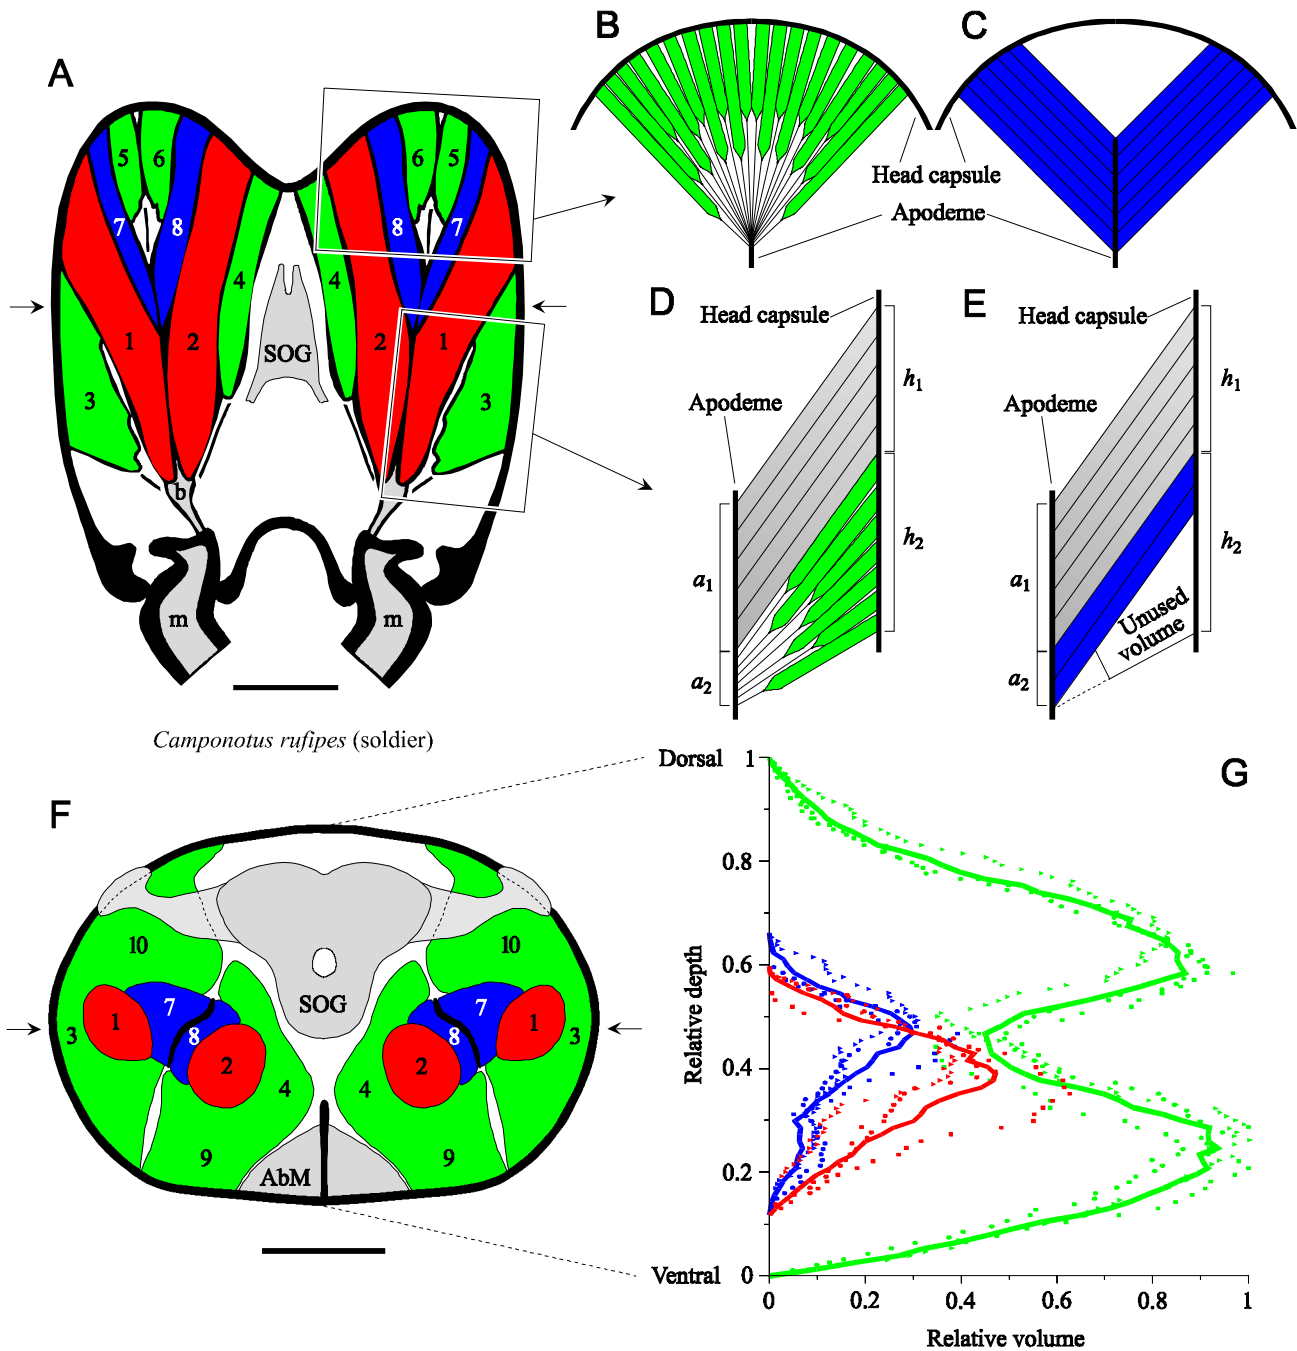 A
5
6
7
8
1
2
3
4
SOG
6
5
8
7
4
2
1
3
b
m
m
Camponotus rufipes (soldier)
B
C
Head capsule
Apodeme
D
Head capsule
Apodeme
h1
h2
a1
a2
E
Head capsule
Apodeme
h1
h2
a1
a2
Unused
volume
F
10
10
7
7
8
8
1
1
2
2
3
3
4
4
9
9
SOG
AbM
G
Dorsal
Ventral
Relative depth
1
0.8
0.6
0.4
0.2
0
0
0.2
0.4
0.6
0.8
1
Relative volume